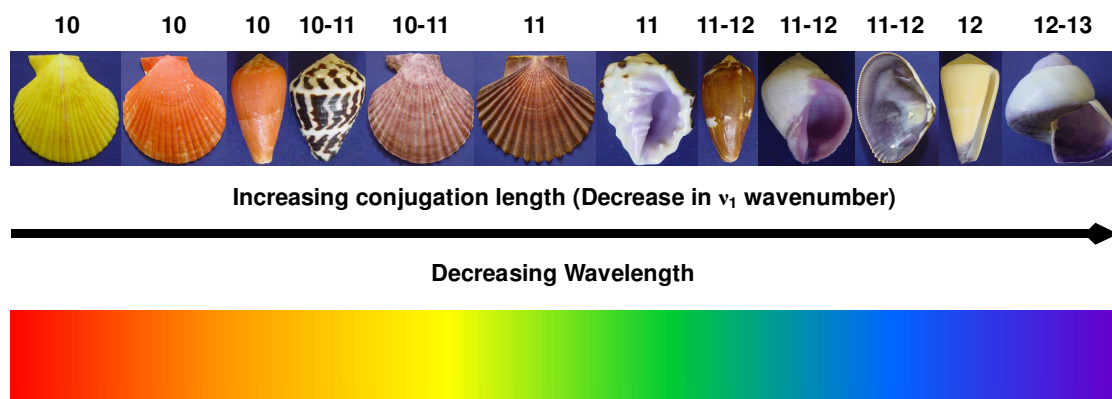 10 10 10 10-11 10-11 11 11 11-12 11-12 11-12 12 12-13
Increasing conjugation length (Decrease in ν₁ wavenumber)
Decreasing Wavelength